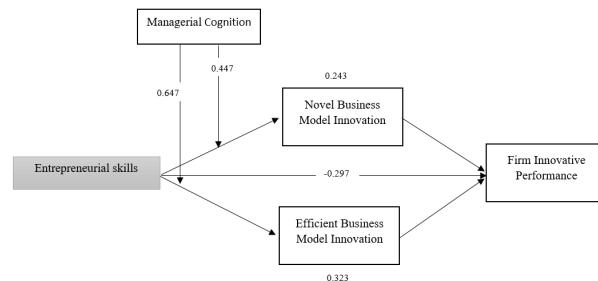 Managerial Cognition
0.447
0.243
0.647
Novel Business
Model Innovation
Entrepreneurial skills
-0.297
Firm Innovative
Performance
Efficient Business
Model Innovation
0.323